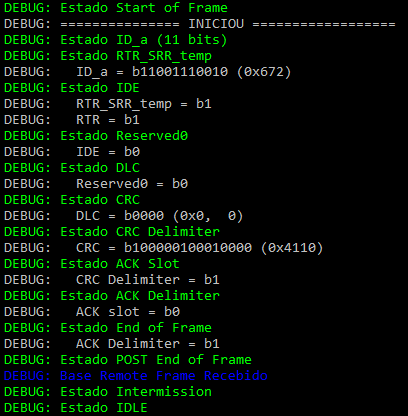 DEBUG: Estado Start of Frame
DEBUG: =============== INICIOU ==================
DEBUG: Estado ID_a (11 bits)
DEBUG: Estado RTR_SRR_temp
DEBUG:   ID_a = b11001110010 (0x672)
DEBUG: Estado IDE
DEBUG:   RTR_SRR_temp = b1
DEBUG:   RTR = b1
DEBUG: Estado Reserved0
DEBUG:   IDE = b0
DEBUG: Estado DLC
DEBUG:   Reserved0 = b0
DEBUG: Estado CRC
DEBUG:   DLC = b0000 (0x0,  0)
DEBUG: Estado CRC Delimiter
DEBUG:   CRC = b100000100010000 (0x4110)
DEBUG: Estado ACK Slot
DEBUG:   CRC Delimiter = b1
DEBUG: Estado ACK Delimiter
DEBUG:   ACK slot = b0
DEBUG: Estado End of Frame
DEBUG:   ACK Delimiter = b1
DEBUG: Estado POST End of Frame
DEBUG: Base Remote Frame Recebido
DEBUG: Estado Intermission
DEBUG: Estado IDLE